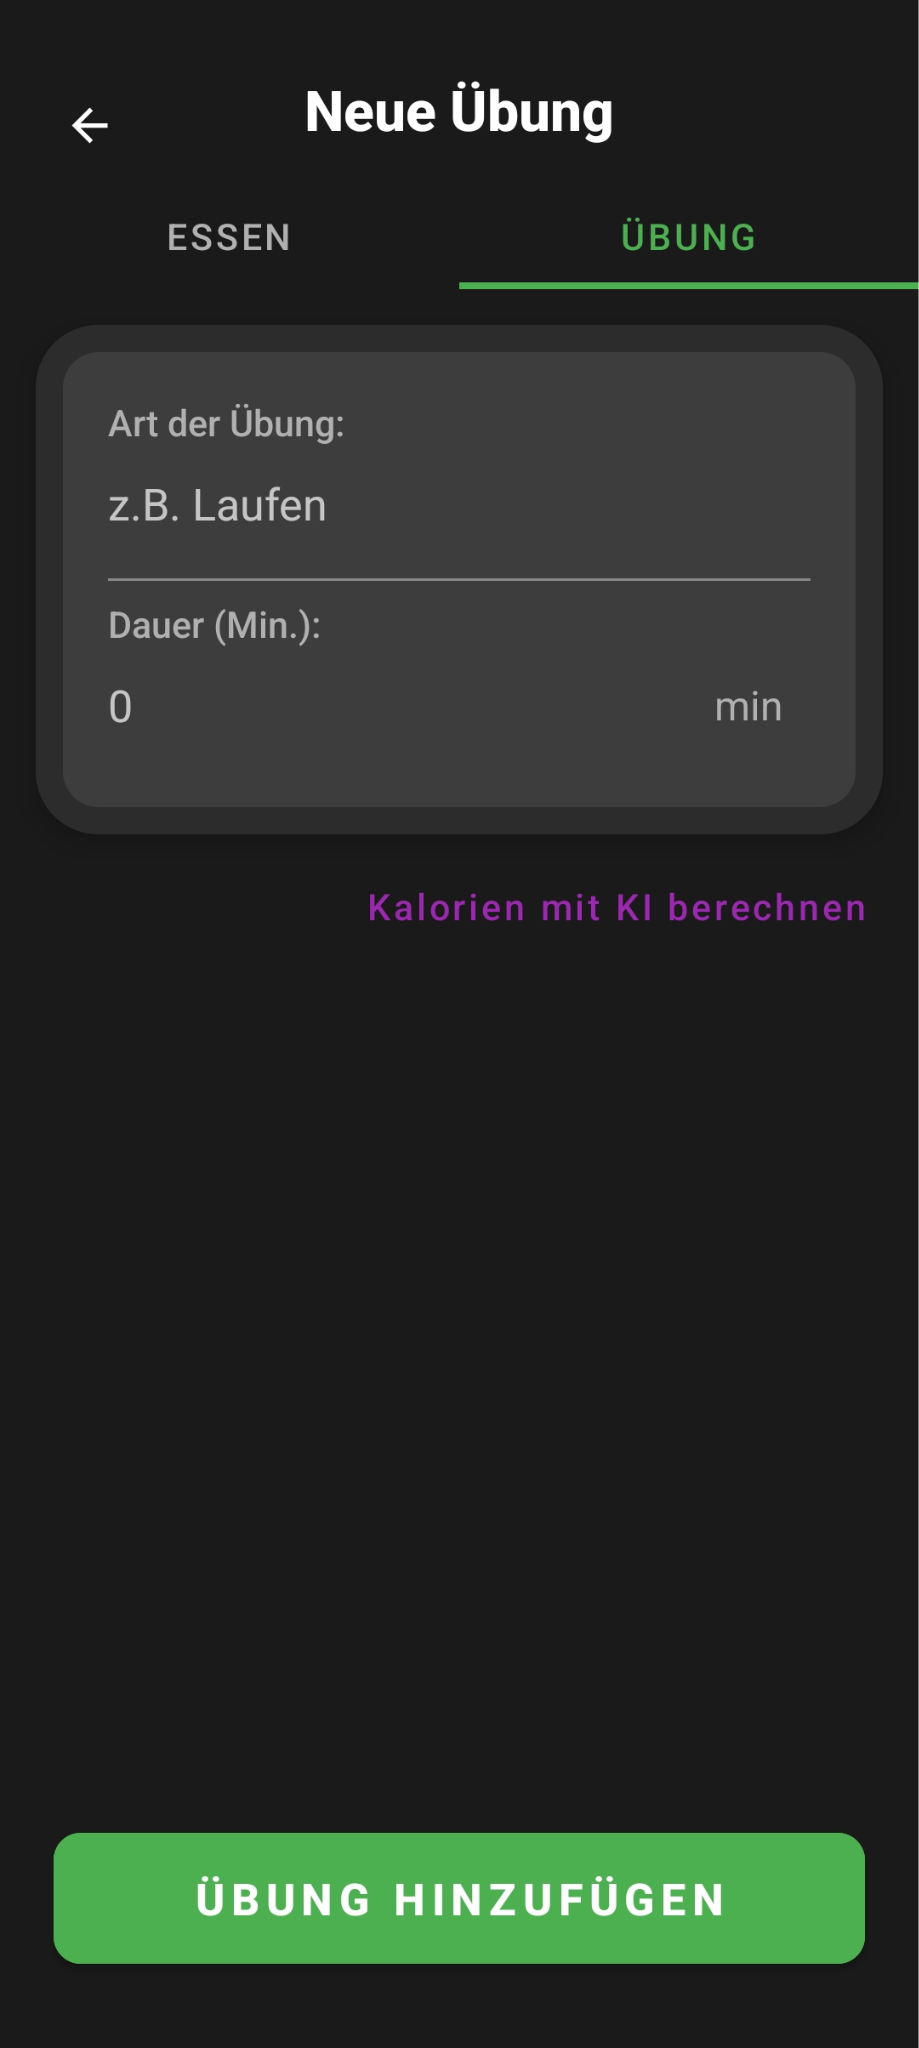 Neue Übung
ESSEN
ÜBUNG
Art der Übung:
z.B. Laufen
Dauer (Min.):
0 min
Kalorien mit KI berechnen
ÜBUNG HINZUFÜGEN